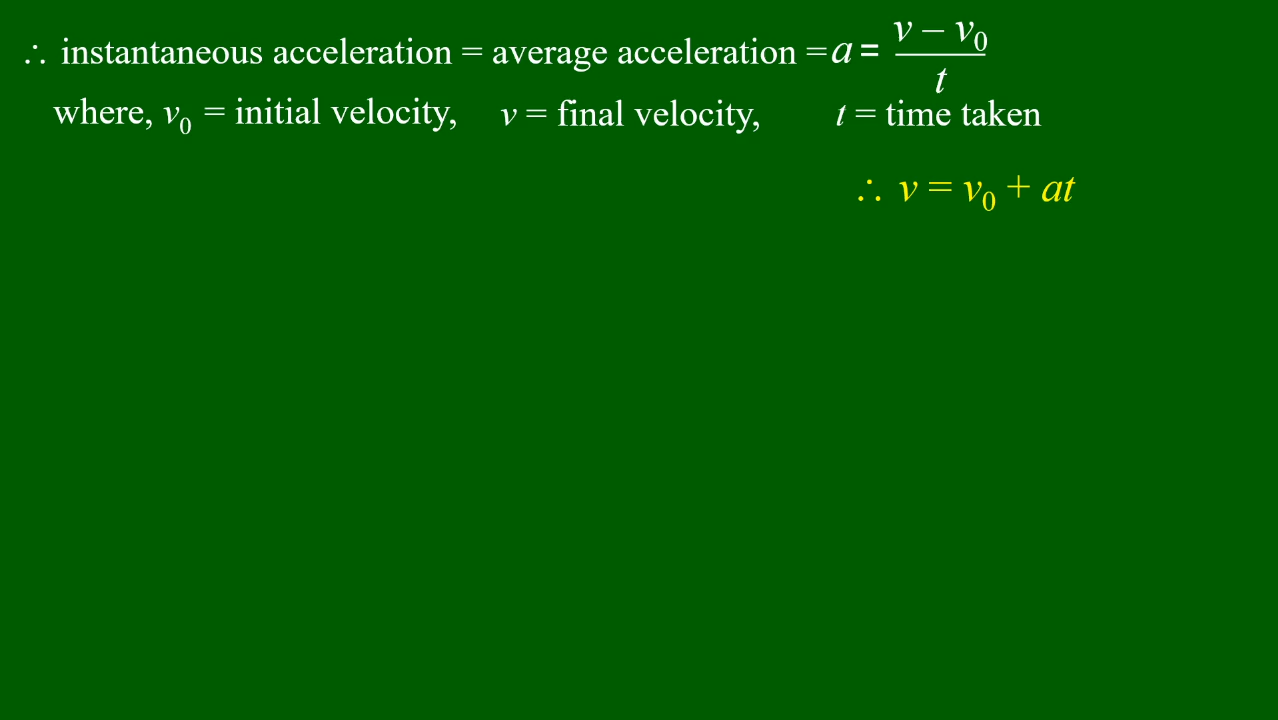 ∴ instantaneous acceleration = average acceleration = a = (v – v₀)/t
where, v₀ = initial velocity, v = final velocity, t = time taken
∴ v = v₀ + at